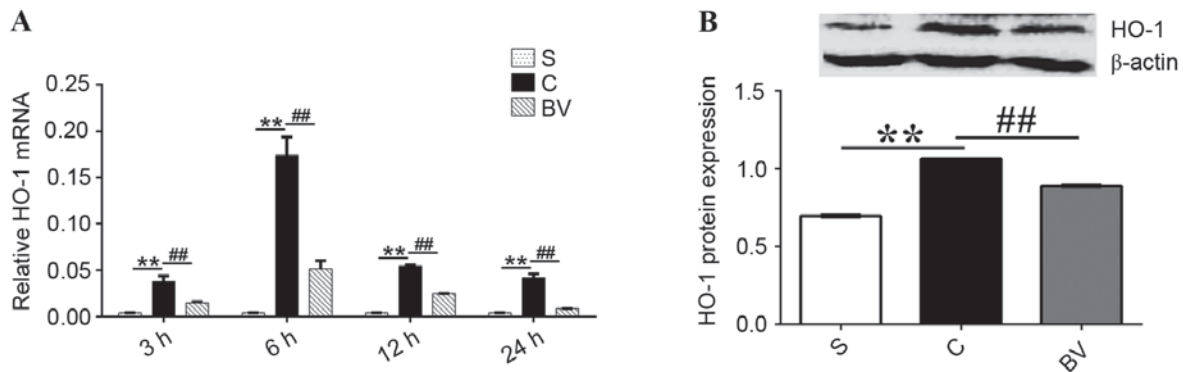 A
S
C
BV
Relative HO-1 mRNA
0.25
0.20
0.15
0.10
0.05
0.00
** ##
** ##
** ##
** ##
3 h
6 h
12 h
24 h
B
HO-1
β-actin
HO-1 protein expression
1.5
1.0
0.5
0.0
** ##
S
C
BV